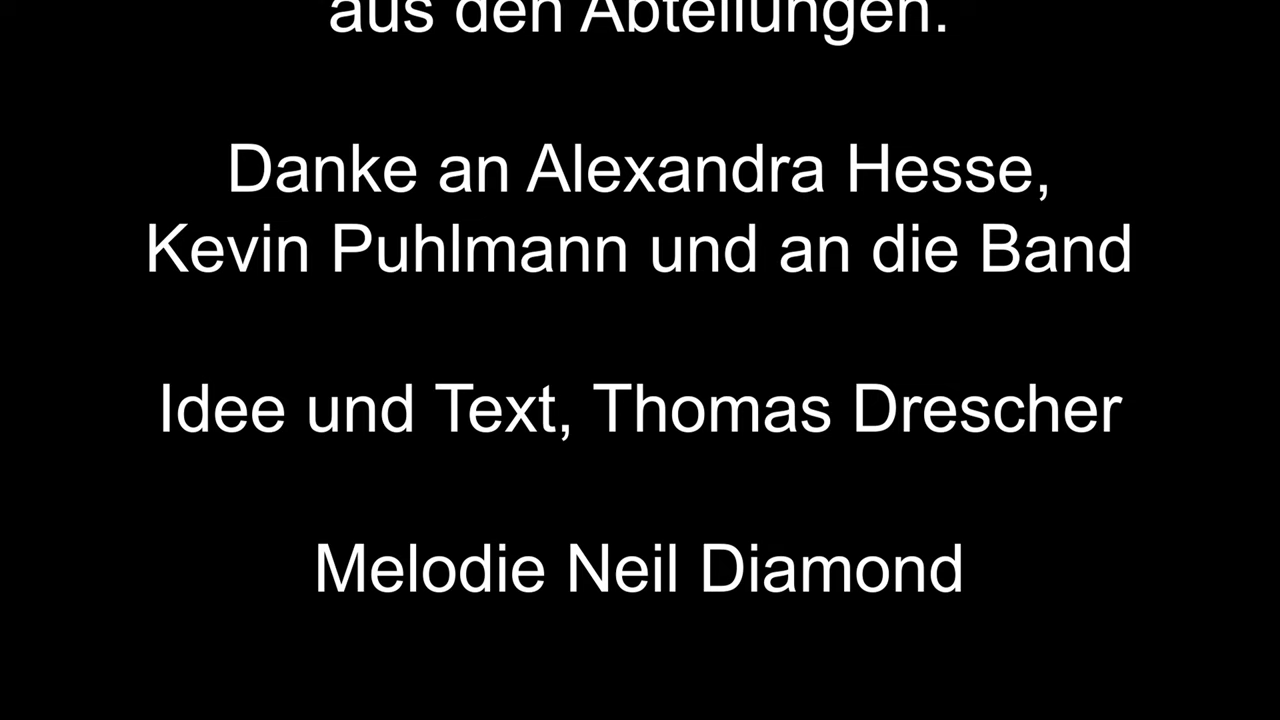 aus den Abteilungen.
Danke an Alexandra Hesse,
Kevin Puhlmann und an die Band
Idee und Text, Thomas Drescher
Melodie Neil Diamond